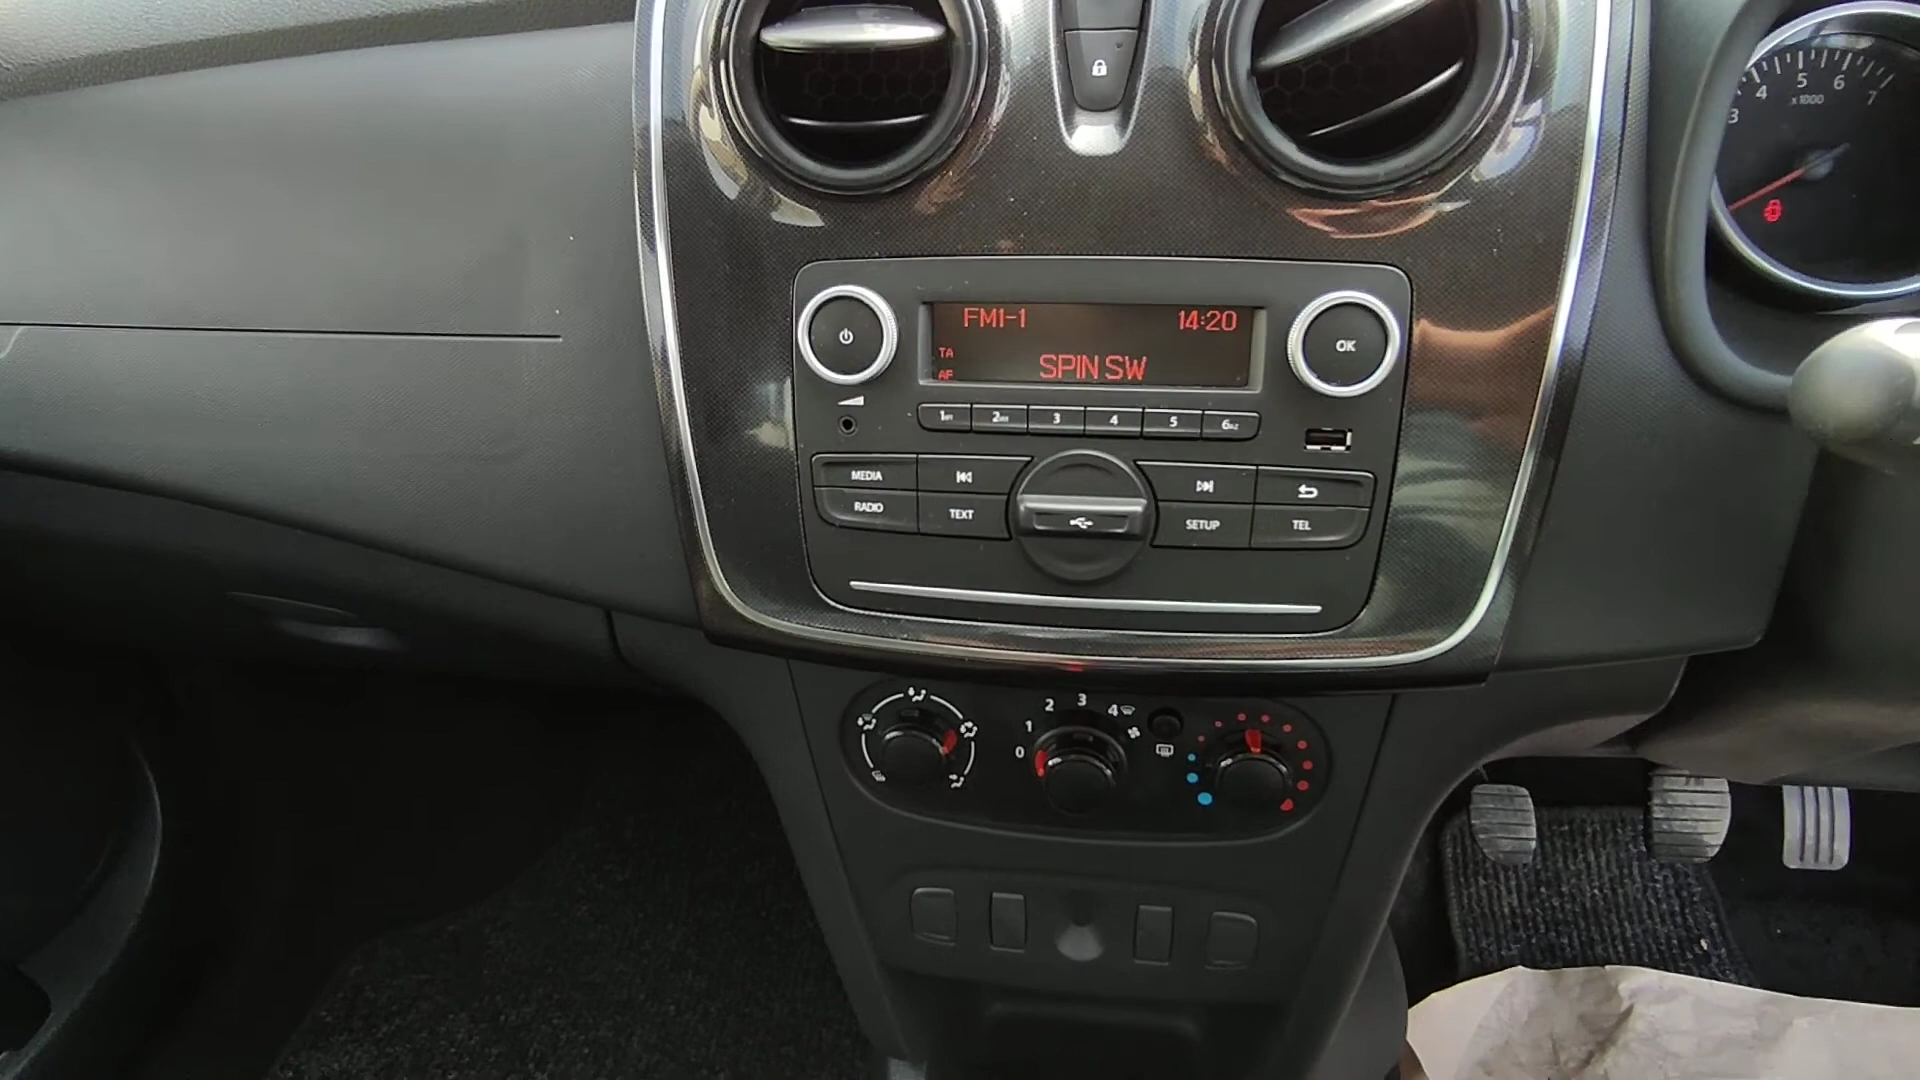 3 4 5 6 7
x1000
FM1-1 14:20
TA
AF SPIN SW
OK
1 2 3 4 5 6
MEDIA
RADIO TEXT SETUP TEL
0 1 2 3 4